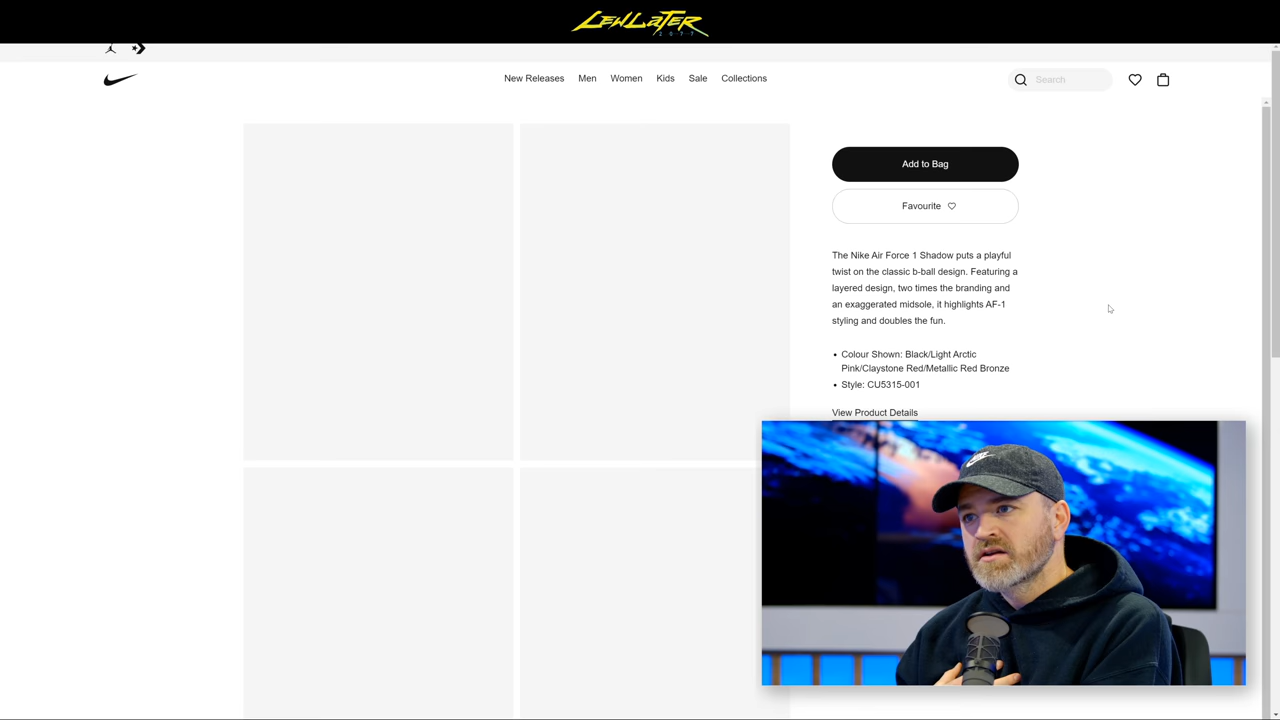 LEWLATER
2077
New Releases Men Women Kids Sale Collections
Search
Add to Bag
Favourite
The Nike Air Force 1 Shadow puts a playful
twist on the classic b-ball design. Featuring a
layered design, two times the branding and
an exaggerated midsole, it highlights AF-1
styling and doubles the fun.
• Colour Shown: Black/Light Arctic
Pink/Claystone Red/Metallic Red Bronze
• Style: CU5315-001
View Product Details